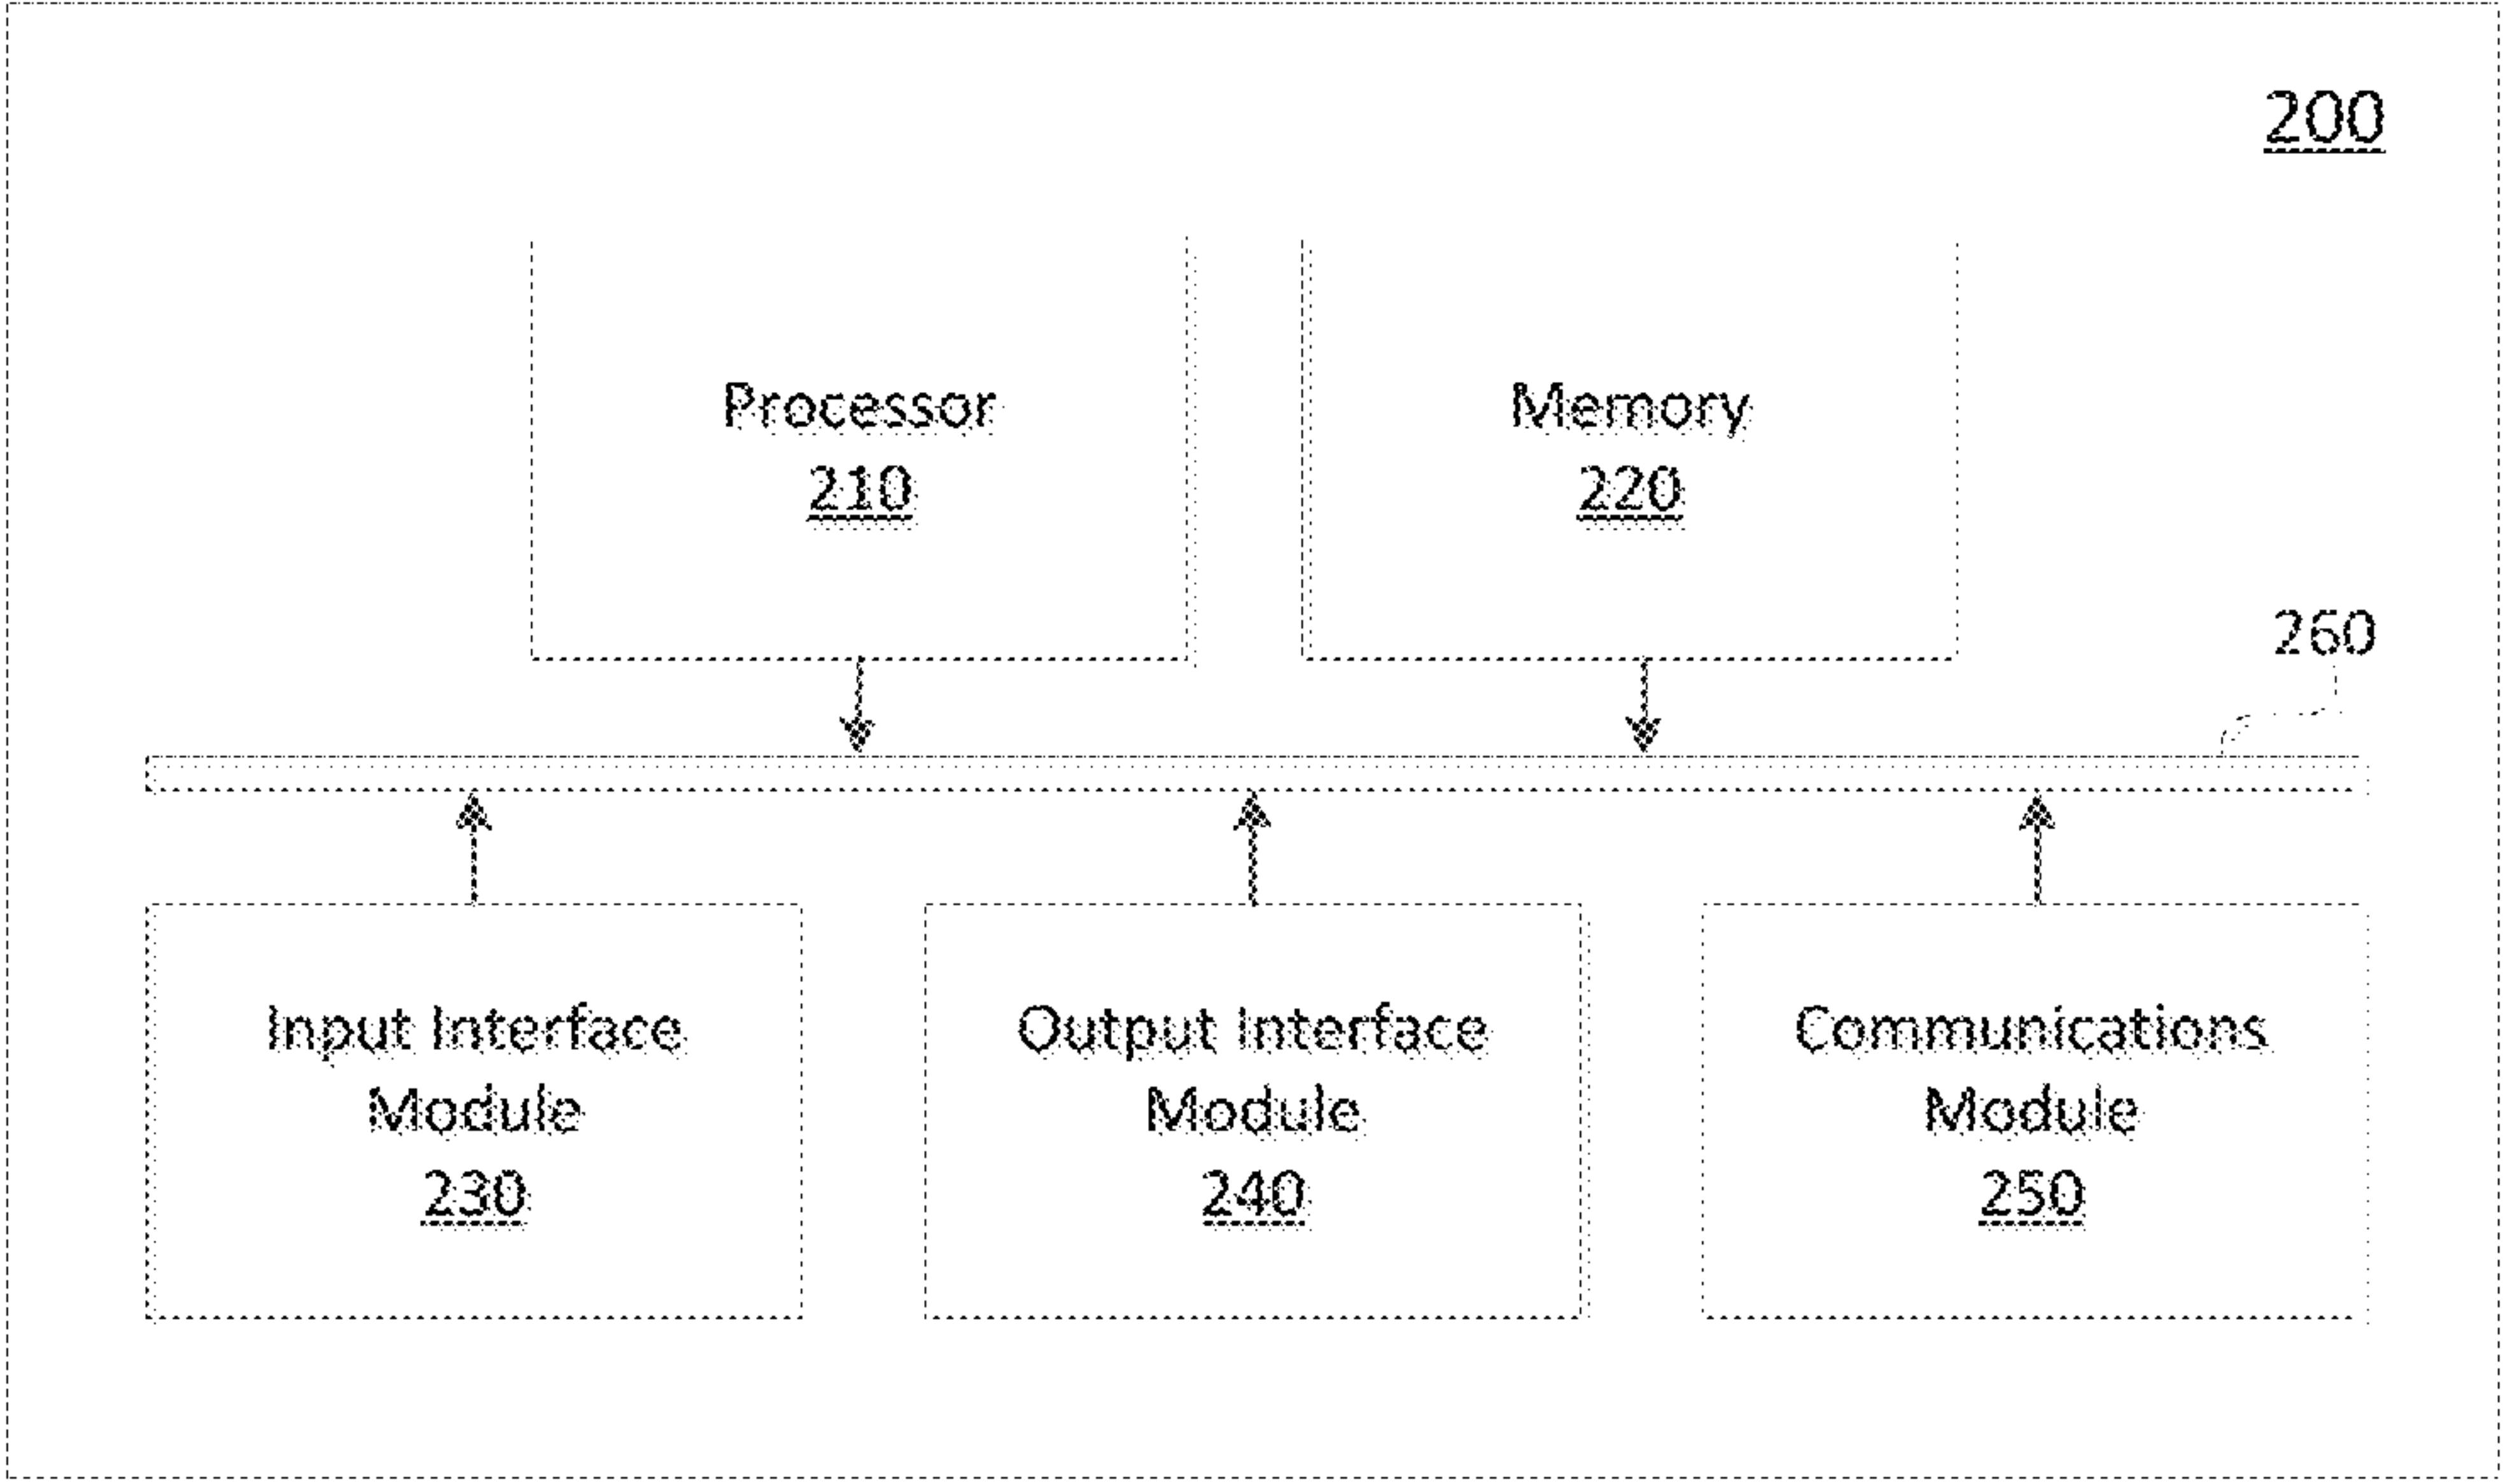 200
Processor
210
Memory
220
260
Input Interface
Module
230
Output Interface
Module
240
Communications
Module
250